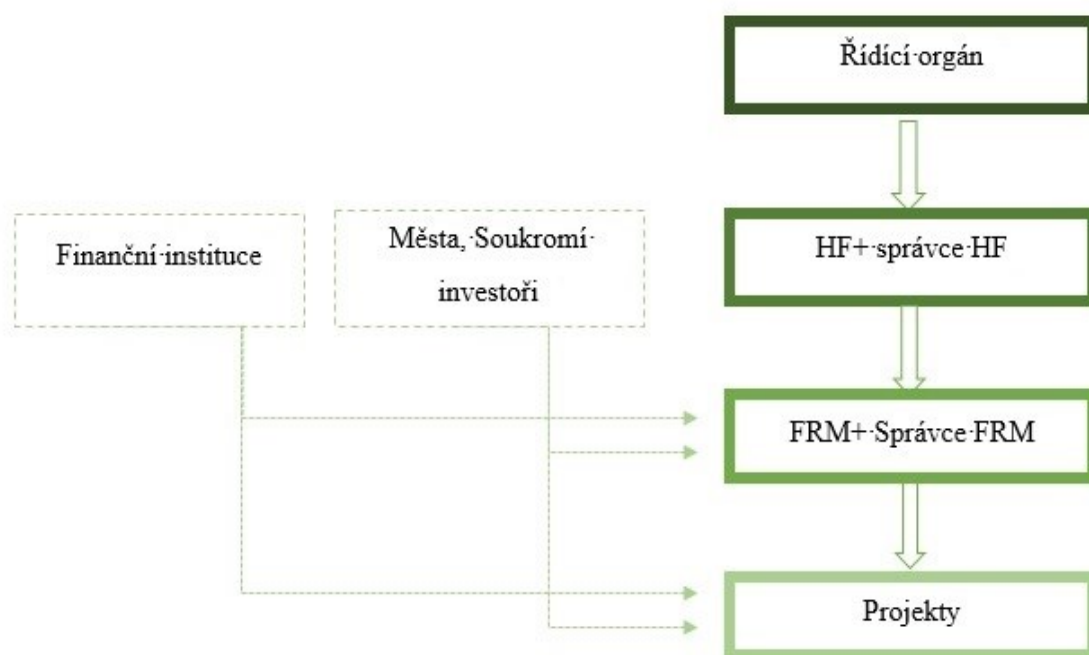 Řídící orgán
Finanční instituce
Města, Soukromí
investoři
HF+ správce HF
FRM+ Správce FRM
Projekty